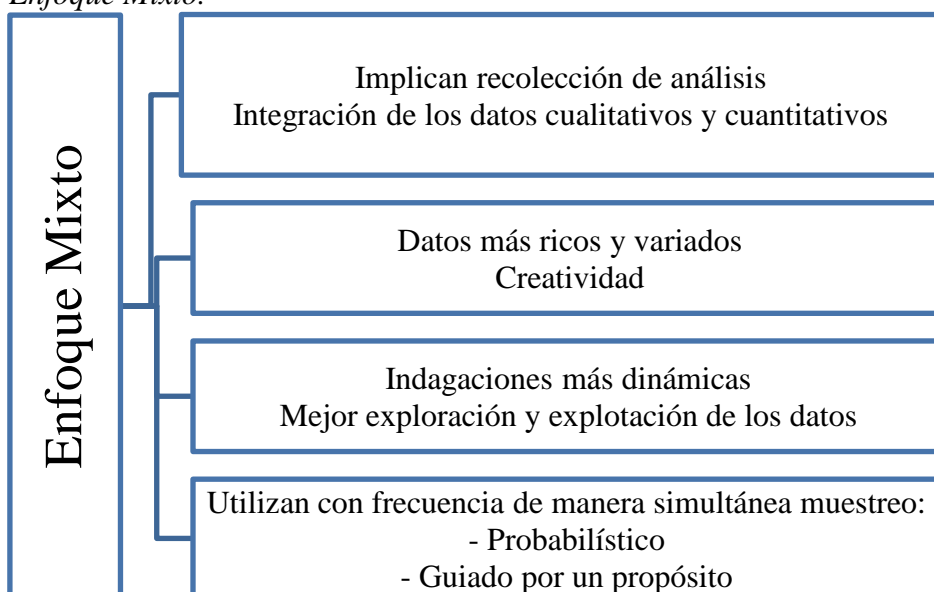 Enfoque Mixto.
Enfoque Mixto
Implican recolección de análisis
Integración de los datos cualitativos y cuantitativos
Datos más ricos y variados
Creatividad
Indagaciones más dinámicas
Mejor exploración y explotación de los datos
Utilizan con frecuencia de manera simultánea muestreo:
- Probabilístico
- Guiado por un propósito